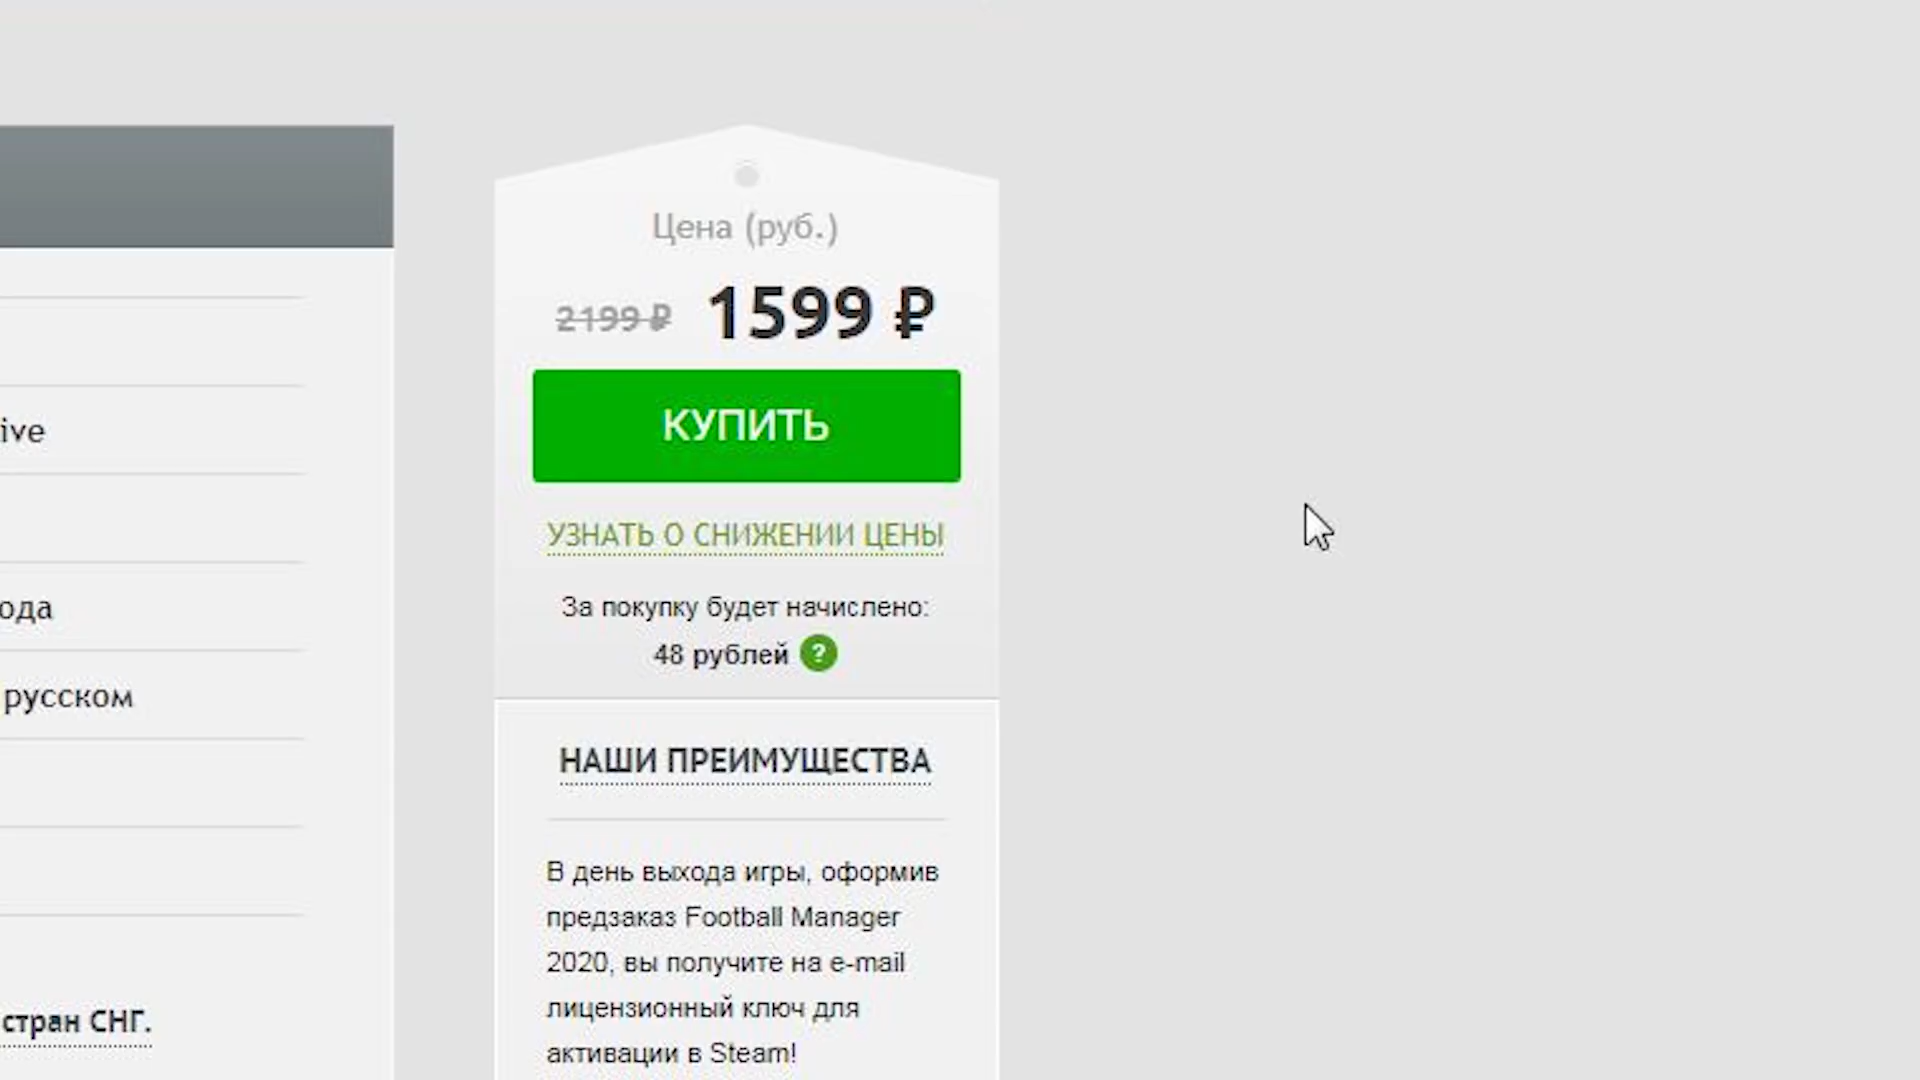 Цена (руб.)
2199 ₽ 1599 ₽
КУПИТЬ
ive
УЗНАТЬ О СНИЖЕНИИ ЦЕНЫ
За покупку будет начислено:
ода
48 рублей ?
русском
НАШИ ПРЕИМУЩЕСТВА
В день выхода игры, оформив
предзаказ Football Manager
2020, вы получите на e-mail
лицензионный ключ для
стран СНГ.
активации в Steam!